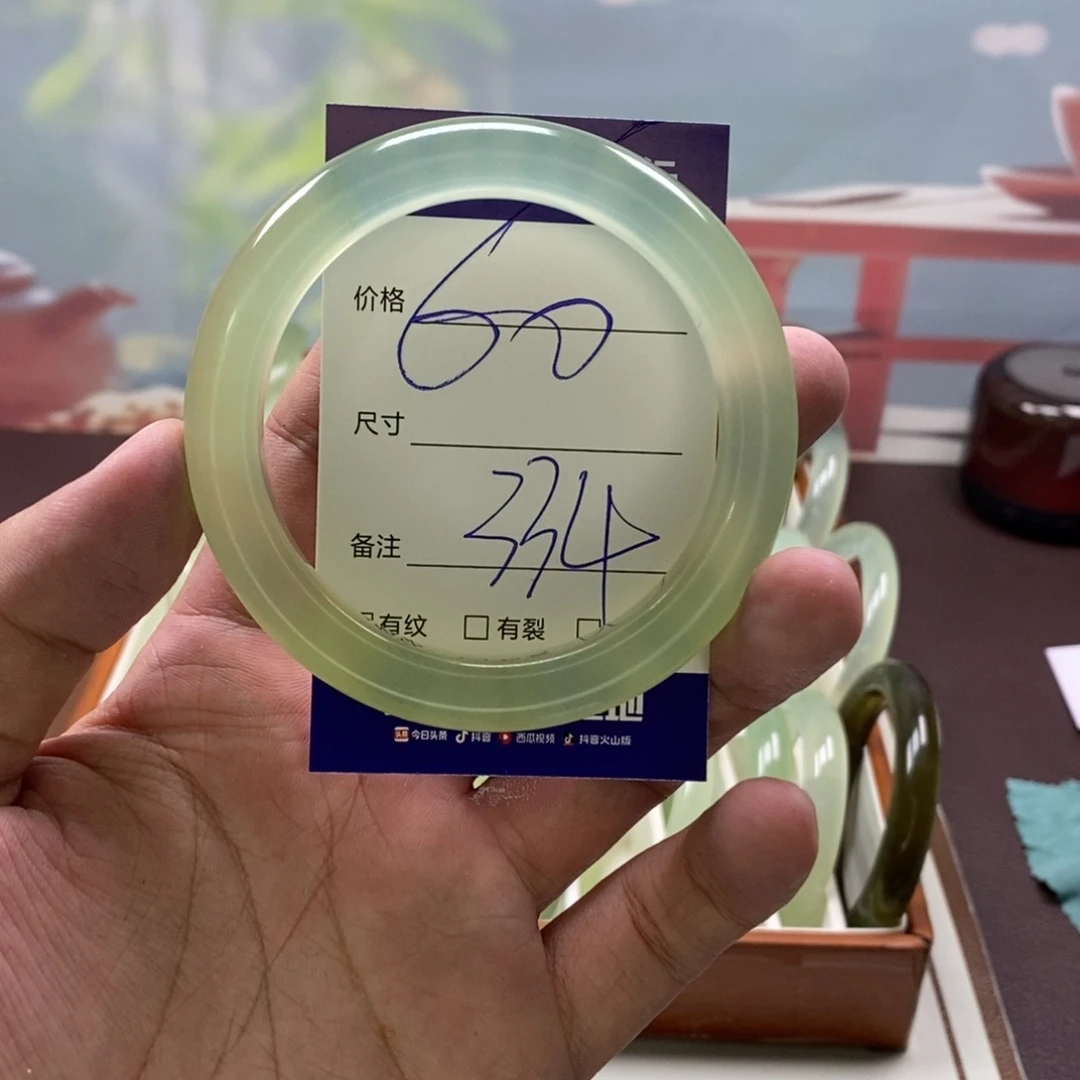 价格 60
尺寸
备注 334
有纹 □ 有裂 □
今日头条 抖音 西瓜视频 抖音火山版